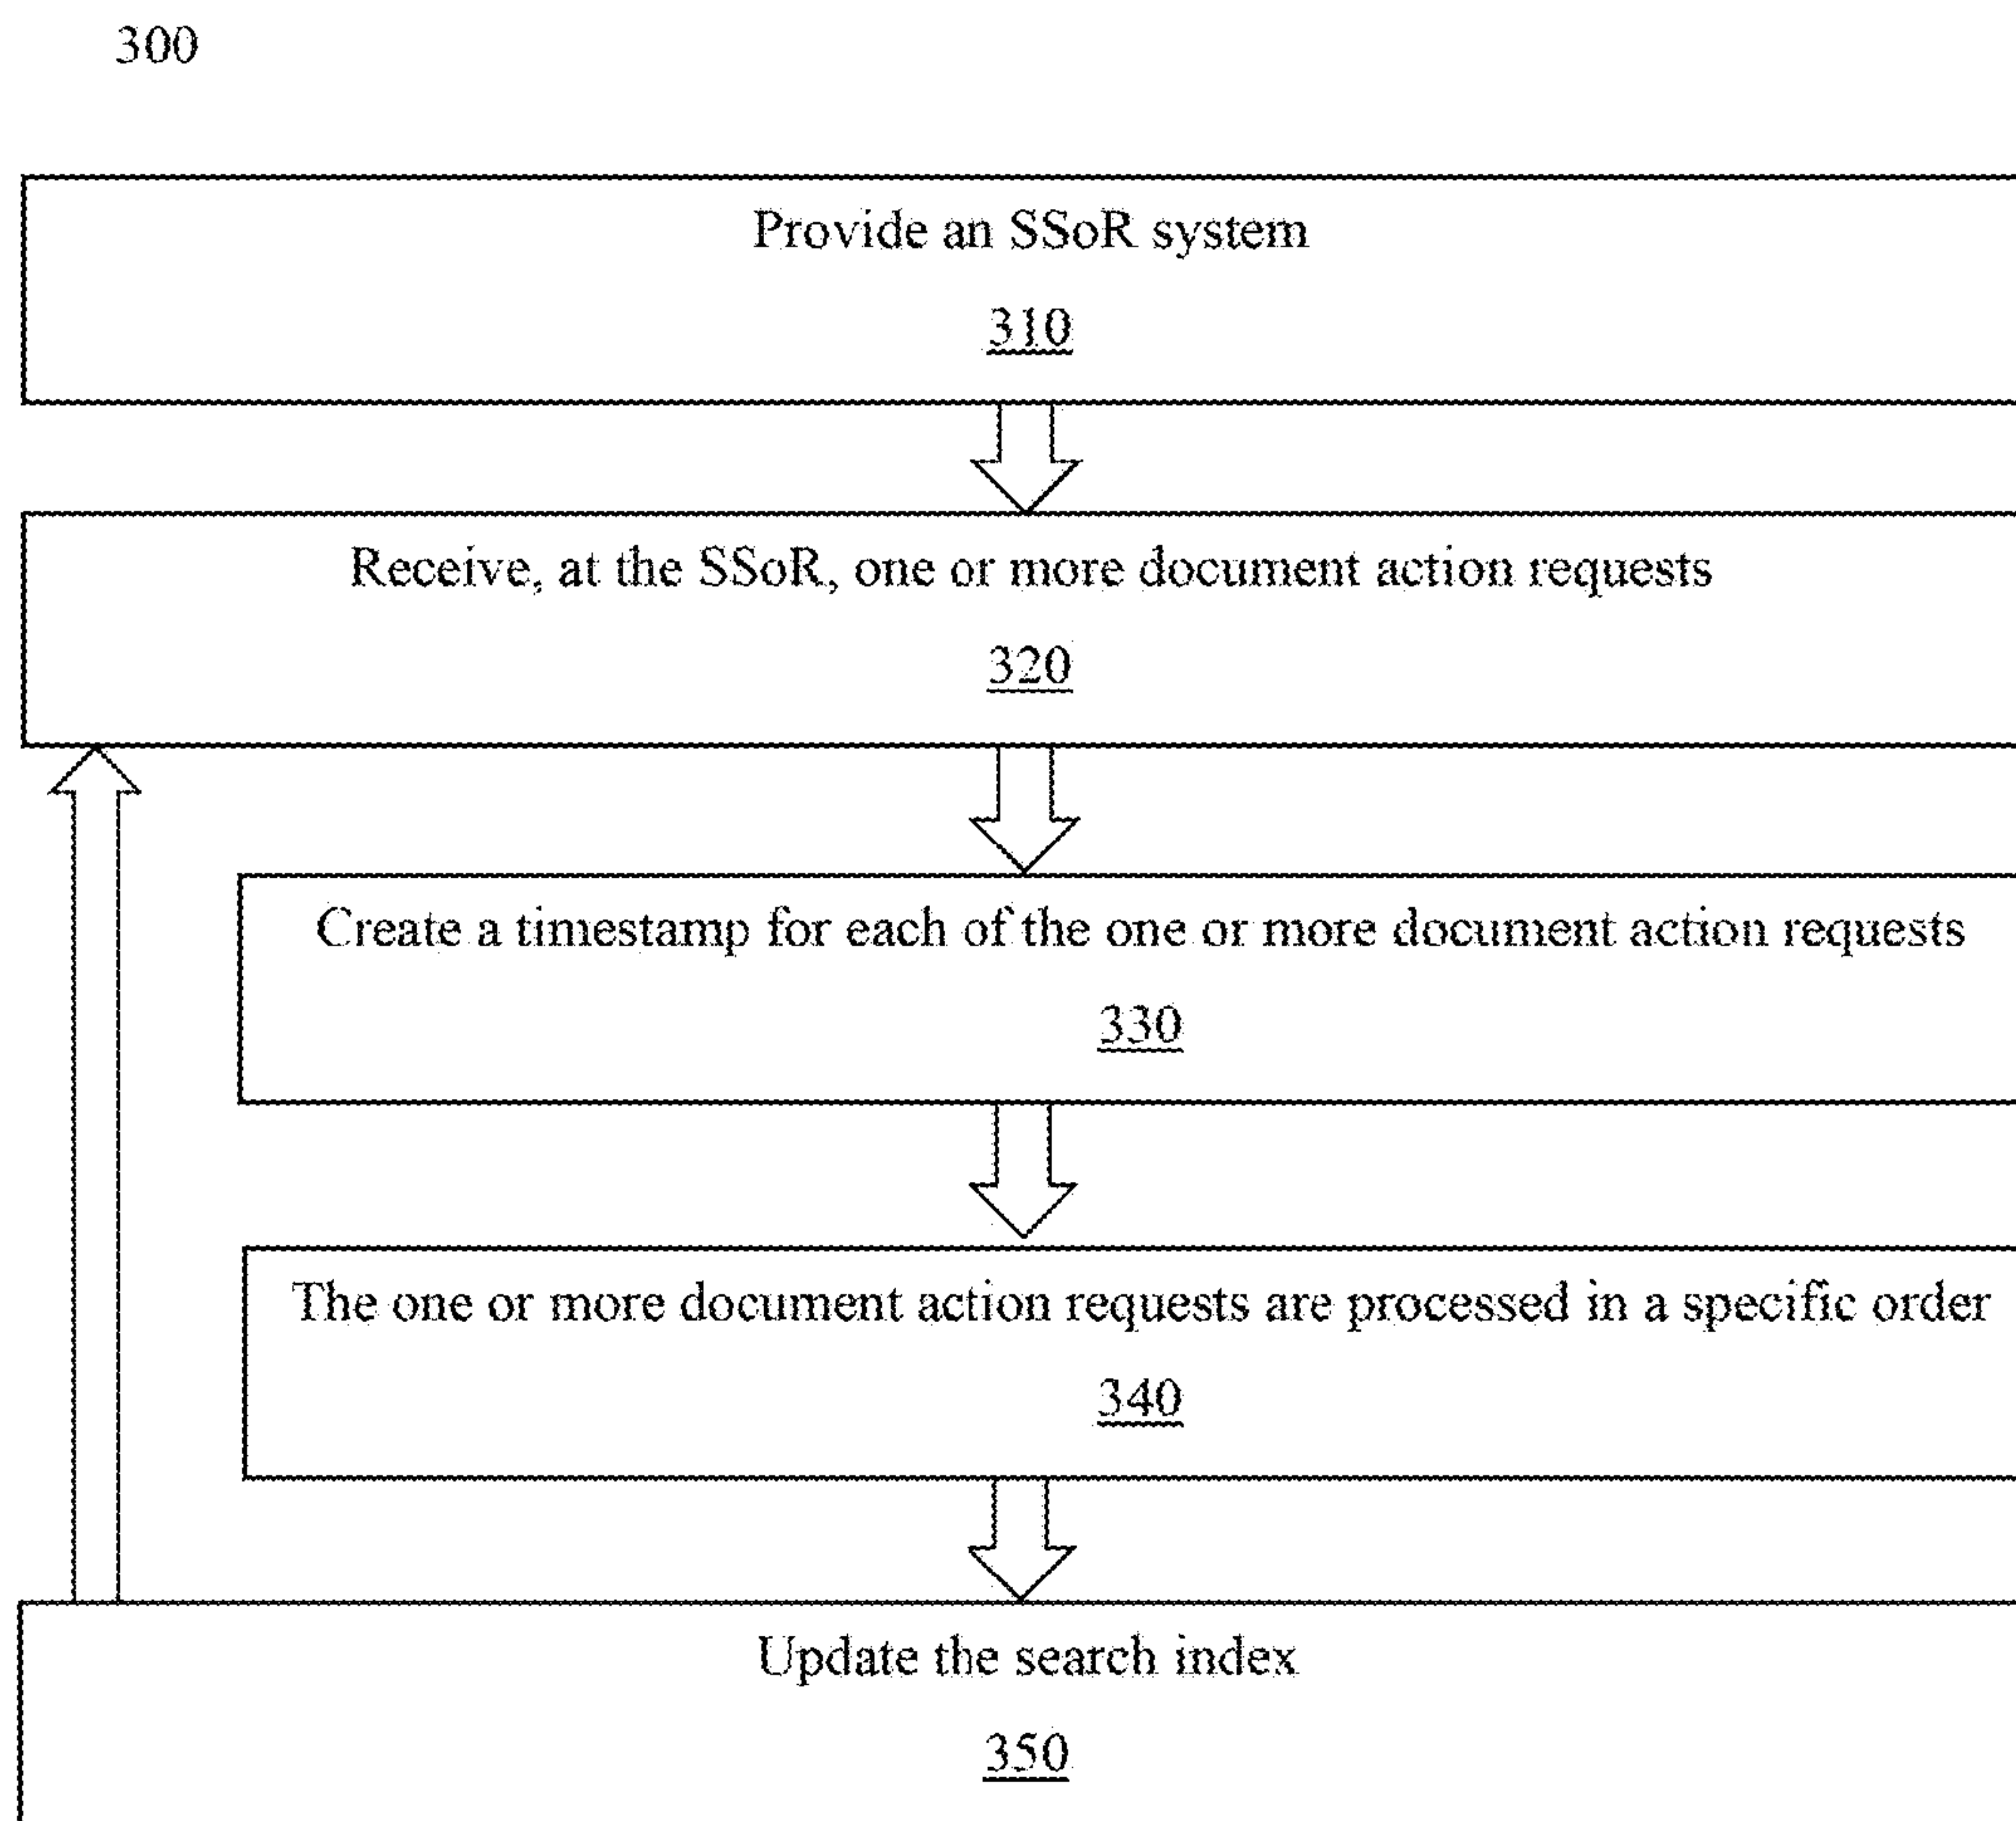 300
Provide an SSoR system
310
Receive, at the SSoR, one or more document action requests
320
Create a timestamp for each of the one or more document action requests
330
The one or more document action requests are processed in a specific order
340
Update the search index
350